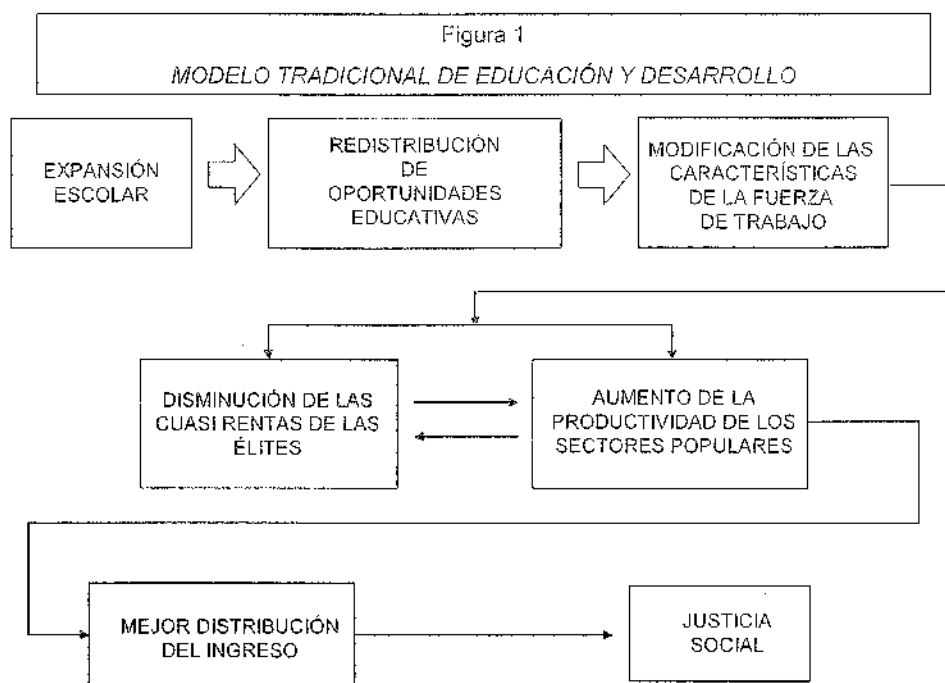 Figura 1
MODELO TRADICIONAL DE EDUCACIÓN Y DESARROLLO
EXPANSIÓN
ESCOLAR
REDISTRIBUCIÓN
DE
OPORTUNIDADES
EDUCATIVAS
MODIFICACIÓN DE LAS
CARACTERÍSTICAS
DE LA FUERZA
DE TRABAJO
DISMINUCIÓN DE LAS
CUASI RENTAS DE LAS
ÉLITES
AUMENTO DE LA
PRODUCTIVIDAD DE LOS
SECTORES POPULARES
MEJOR DISTRIBUCIÓN
DEL INGRESO
JUSTICIA
SOCIAL